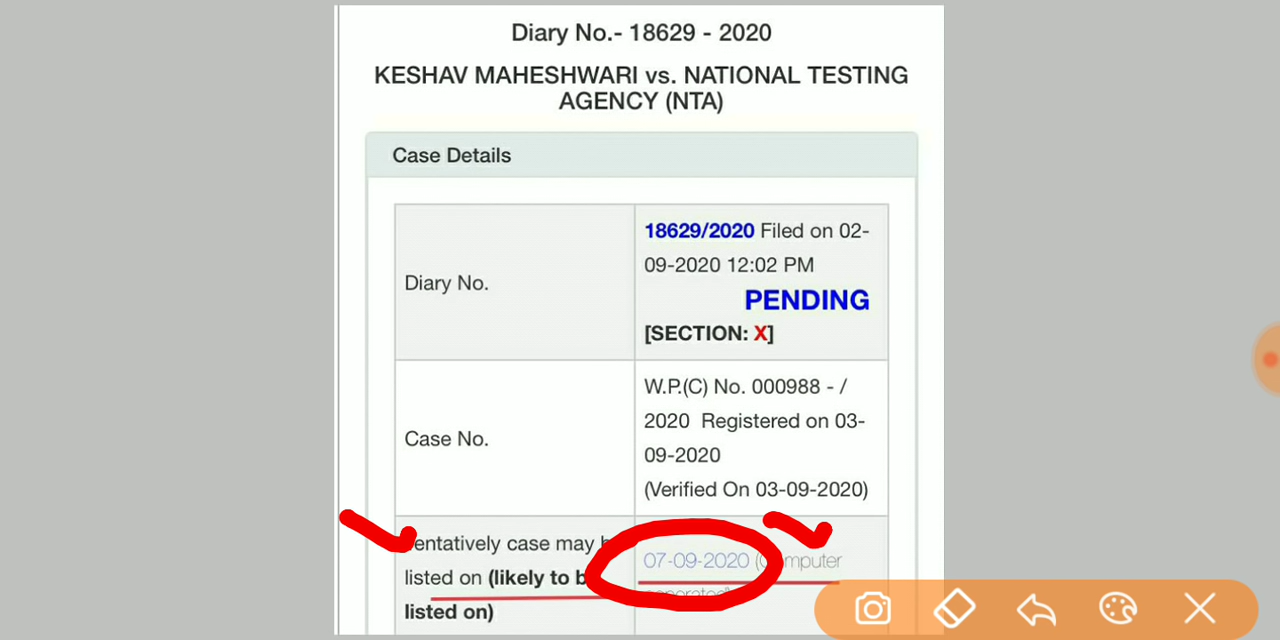 Diary No.- 18629 - 2020
KESHAV MAHESHWARI vs. NATIONAL TESTING
AGENCY (NTA)
Case Details
Diary No.
18629/2020 Filed on 02-
09-2020 12:02 PM
PENDING
[SECTION: X]
Case No.
W.P.(C) No. 000988 - /
2020 Registered on 03-
09-2020
(Verified On 03-09-2020)
Tentatively case may
listed on (likely to b
listed on)
07-09-2020 (Computer